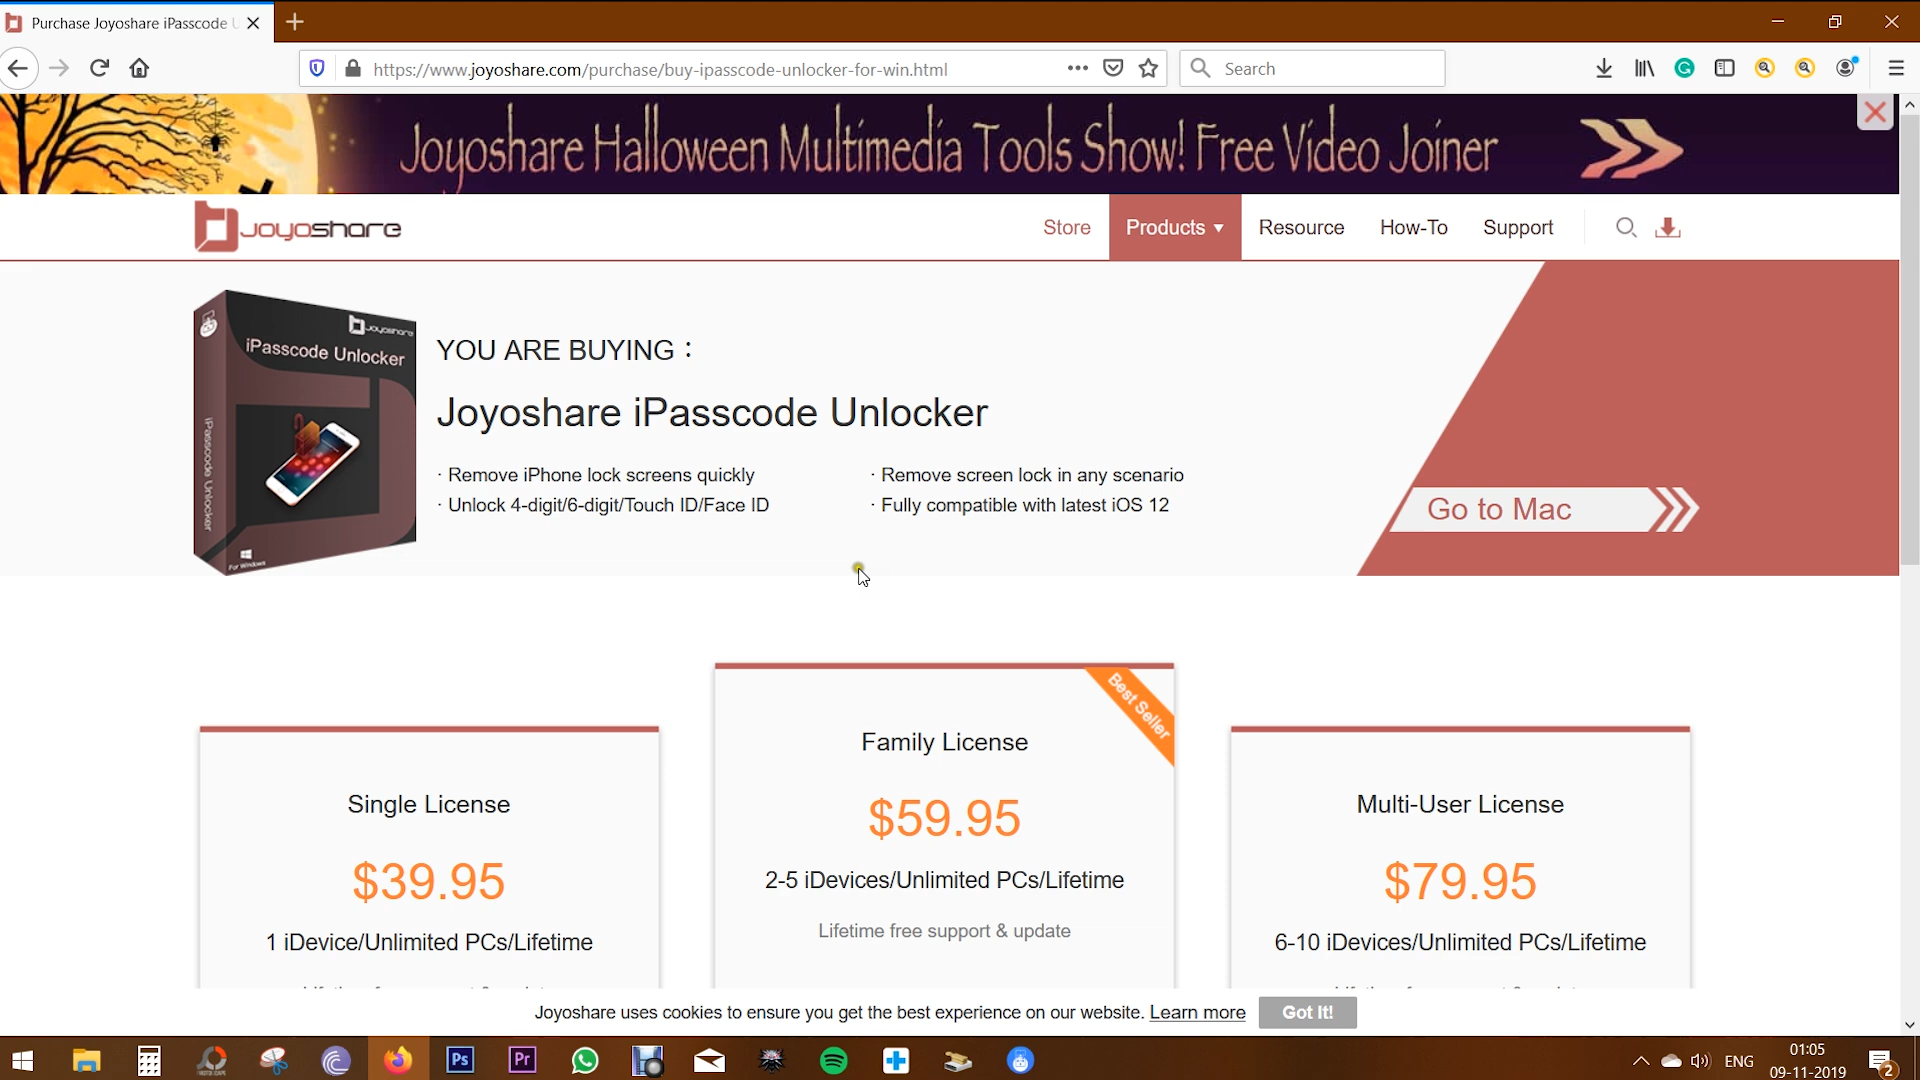 Purchase Joyoshare iPasscode U
https://www.joyoshare.com/purchase/buy-ipasscode-unlocker-for-win.html
Search
Joyoshare Halloween Multimedia Tools Show! Free Video Joiner
Joyoshare
Store
Products
Resource
How-To
Support
Joyoshare
iPasscode Unlocker
iPasscode Unlocker
For Windows
YOU ARE BUYING：
Joyoshare iPasscode Unlocker
· Remove iPhone lock screens quickly
· Remove screen lock in any scenario
· Unlock 4-digit/6-digit/Touch ID/Face ID
· Fully compatible with latest iOS 12
Go to Mac
Single License
$39.95
1 iDevice/Unlimited PCs/Lifetime
Best Seller
Family License
$59.95
2-5 iDevices/Unlimited PCs/Lifetime
Lifetime free support & update
Multi-User License
$79.95
6-10 iDevices/Unlimited PCs/Lifetime
Joyoshare uses cookies to ensure you get the best experience on our website. Learn more
Got It!
Ps
Pr
ENG
01:05
09-11-2019
2